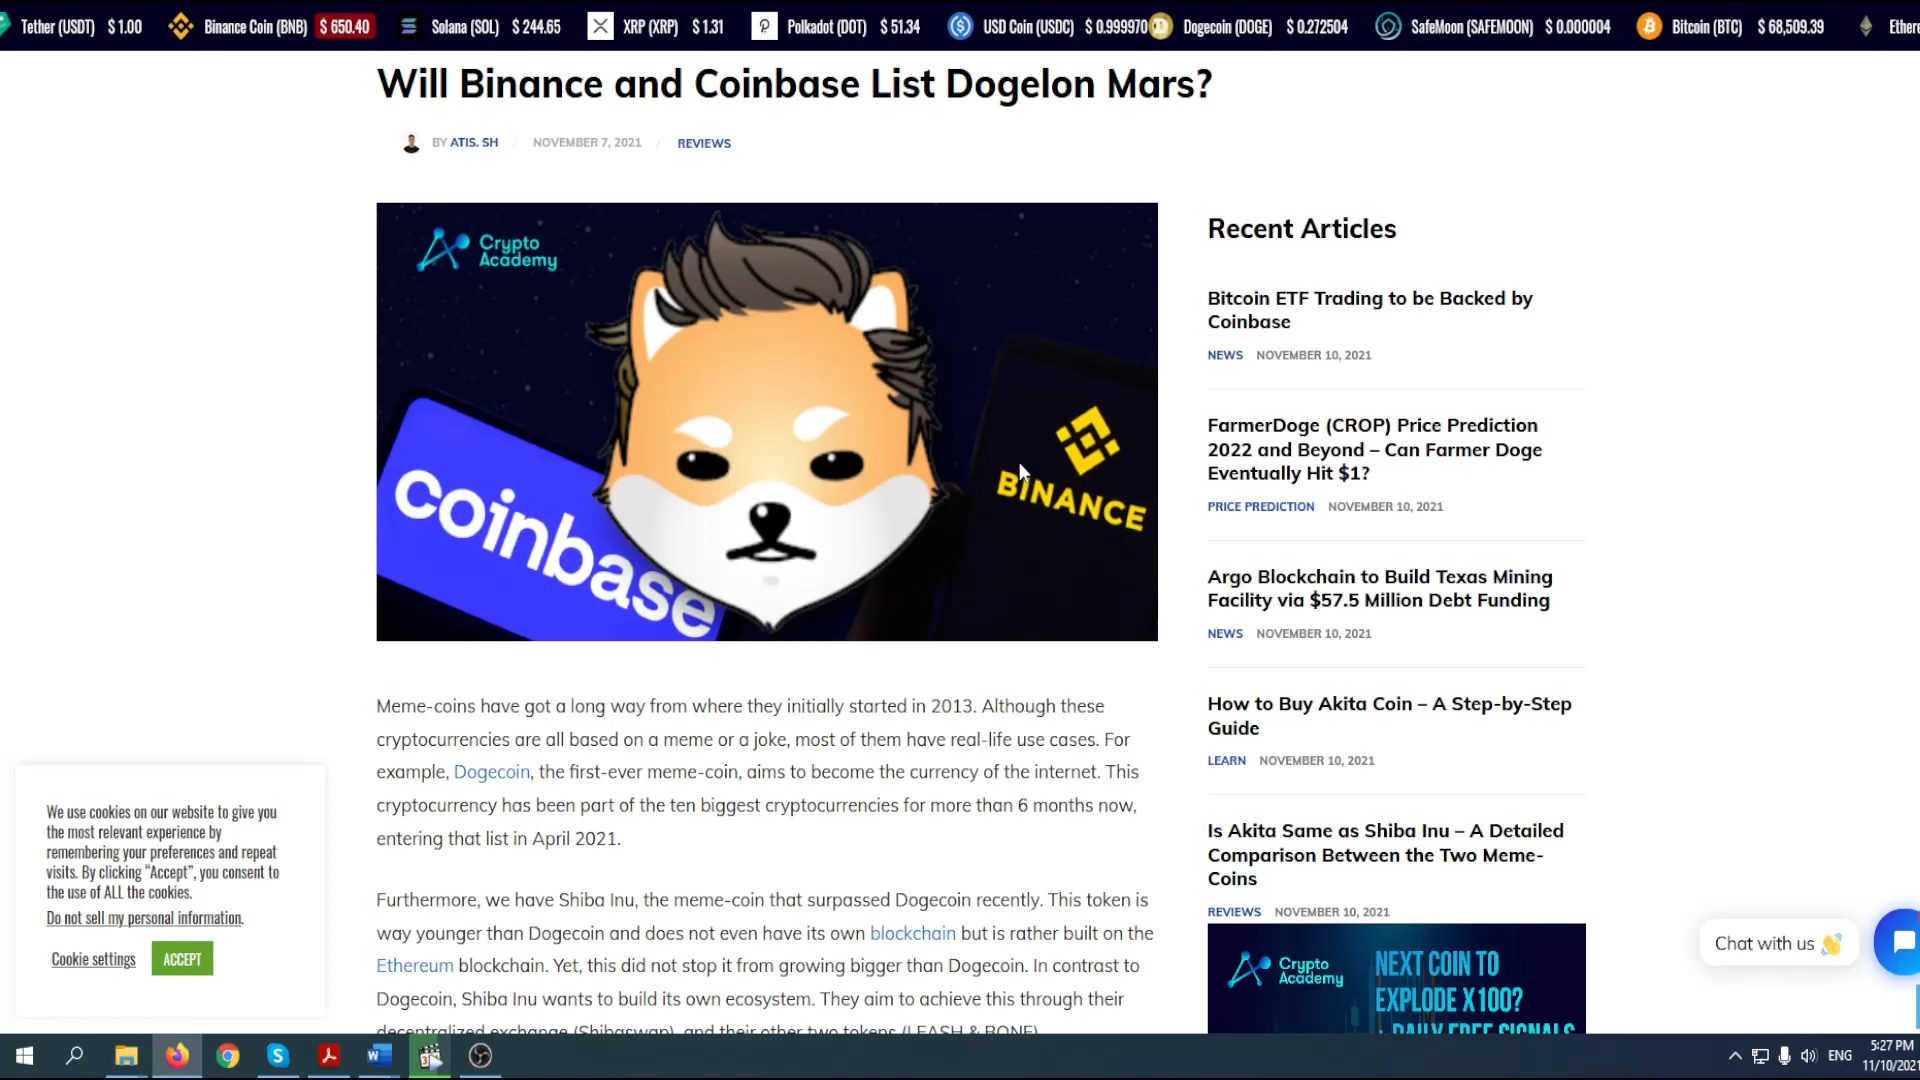 Tether (USDT) $ 1.00 Binance Coin (BNB) $ 650.40 Solana (SOL) $ 244.65 XRP (XRP) $ 1.31 Polkadot (DOT) $ 51.34 USD Coin (USDC) $ 0.999970 Dogecoin (DOGE) $ 0.272504 SafeMoon (SAFEMOON) $ 0.000004 Bitcoin (BTC) $ 68,509.39 Ethere
Will Binance and Coinbase List Dogelon Mars?
BY ATIS. SH / NOVEMBER 7, 2021 / REVIEWS
Crypto
Academy
coinbase
BINANCE
Meme-coins have got a long way from where they initially started in 2013. Although these
cryptocurrencies are all based on a meme or a joke, most of them have real-life use cases. For
example, Dogecoin, the first-ever meme-coin, aims to become the currency of the internet. This
cryptocurrency has been part of the ten biggest cryptocurrencies for more than 6 months now,
entering that list in April 2021.
Furthermore, we have Shiba Inu, the meme-coin that surpassed Dogecoin recently. This token is
way younger than Dogecoin and does not even have its own blockchain but is rather built on the
Ethereum blockchain. Yet, this did not stop it from growing bigger than Dogecoin. In contrast to
Dogecoin, Shiba Inu wants to build its own ecosystem. They aim to achieve this through their
decentralized exchange (Shibaswap), and their other two tokens (LEASH & BONE).
Recent Articles
Bitcoin ETF Trading to be Backed by
Coinbase
NEWS NOVEMBER 10, 2021
FarmerDoge (CROP) Price Prediction
2022 and Beyond – Can Farmer Doge
Eventually Hit $1?
PRICE PREDICTION NOVEMBER 10, 2021
Argo Blockchain to Build Texas Mining
Facility via $57.5 Million Debt Funding
NEWS NOVEMBER 10, 2021
How to Buy Akita Coin – A Step-by-Step
Guide
LEARN NOVEMBER 10, 2021
Is Akita Same as Shiba Inu – A Detailed
Comparison Between the Two Meme-
Coins
REVIEWS NOVEMBER 10, 2021
Crypto
Academy
NEXT COIN TO
EXPLODE X100?
DAILY FREE SIGNALS
We use cookies on our website to give you
the most relevant experience by
remembering your preferences and repeat
visits. By clicking “Accept”, you consent to
the use of ALL the cookies.
Do not sell my personal information.
Cookie settings ACCEPT
Chat with us 👋
ENG
5:27 PM
11/10/2021